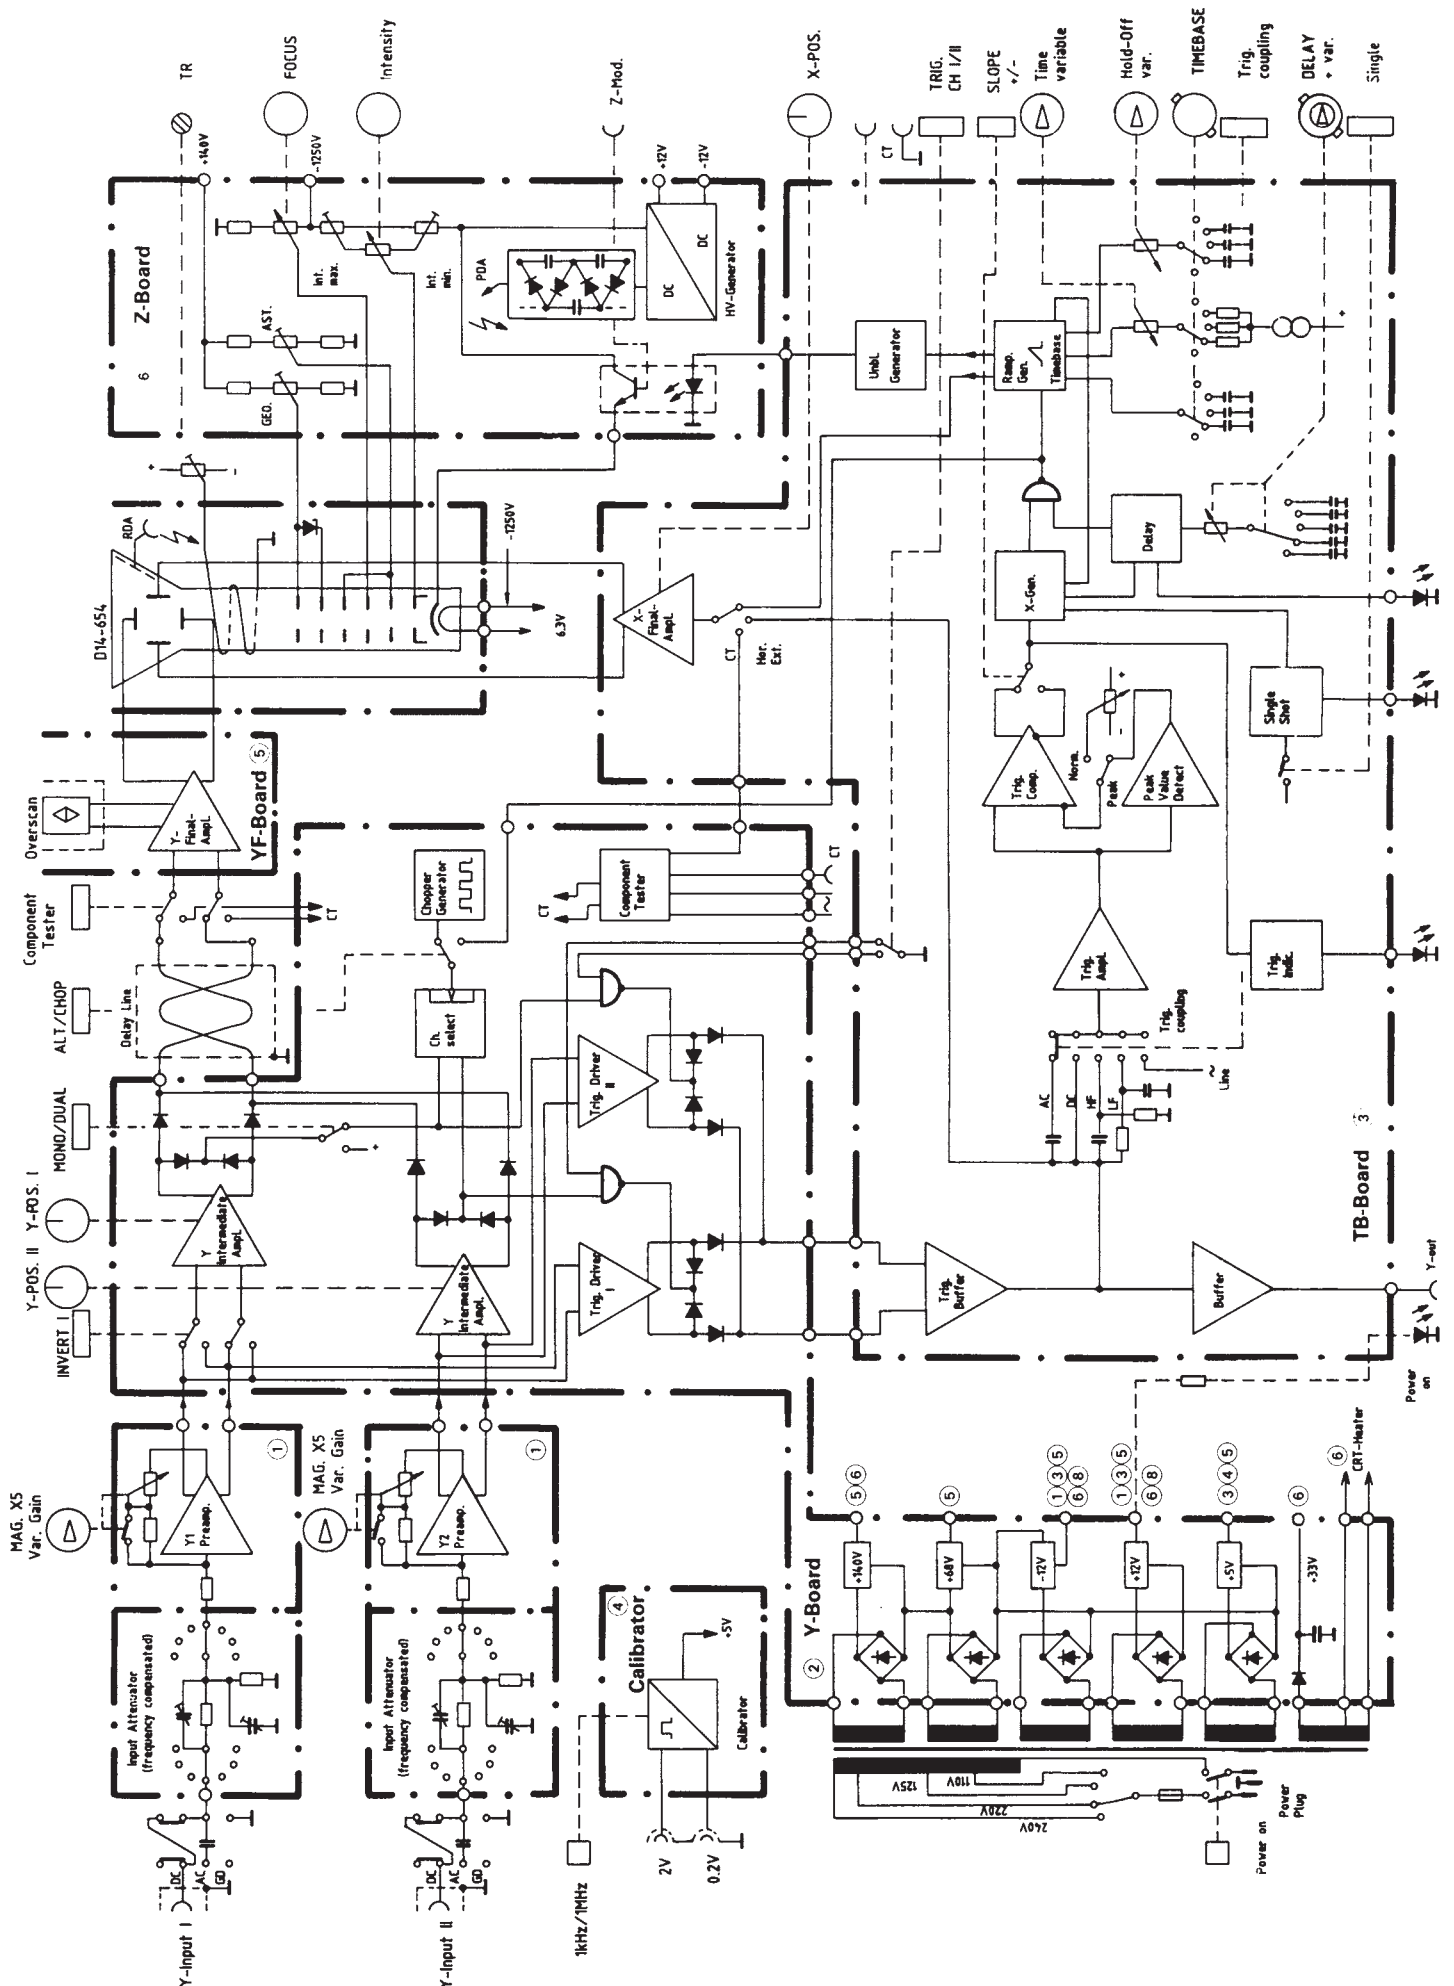 Y-Input I
DC
AC
GD
Input Attenuator
(frequency compensated)
MAG. X5
Var. Gain
Y1
Preamp.
1
INVERT I
Y-POS. II
Y-POS. I
Y
Intermediate
Ampl.
MONO/DUAL
+
ALT/CHOP
Delay Line
Component
Tester
CT
Overscan
Y-
Final-
Ampl.
YF-Board
5
D14-654
RDA
+
-
6.3V
-1250V
Z-Board
6
GEO.
AST.
Int.
max.
Int.
min.
TR
+140V
FOCUS
-1250V
Intensity
PDA
Z-Mod.
DC
DC
HV-Generator
+12V
-12V
Y-Input II
DC
AC
GD
Input Attenuator
(frequency compensated)
MAG. X5
Var. Gain
Y2
Preamp.
1
Y
Intermediate
Ampl.
Ch.
select
Chopper
Generator
Trig. Driver
I
Trig. Driver
II
CT
Component
Tester
CT
~
1kHz/1MHz
2V
0.2V
Calibrator
4
Calibrator
+5V
X-
Final-
Ampl.
CT
Hor.
Ext.
X-POS.
CT
TRIG.
CH I/II
SLOPE
+/-
Time
variable
Hold-Off
var.
TIMEBASE
Trig.
coupling
DELAY
+ var.
Single
Unbl.
Generator
Ramp.
Gen.
Timebase
+
X-Gen.
Delay
Single
Shot
Trig.
Comp.
Norm.
Peak
+
-
Peak
Value
Detect
Trig.
Ampl.
Trig.
Indic.
AC
DC
HF
LF
~
Line
Trig.
coupling
Trig.
Buffer
Buffer
TB-Board
3
Y-out
Power
on
2
Y-Board
+140V
5 6
+68V
5
-12V
1 3 5
6 8
+12V
1 3 5
6 8
+5V
3 4 5
+33V
6
6
CRT-Heater
240V
220V
125V
110V
Power on
Power
Plug